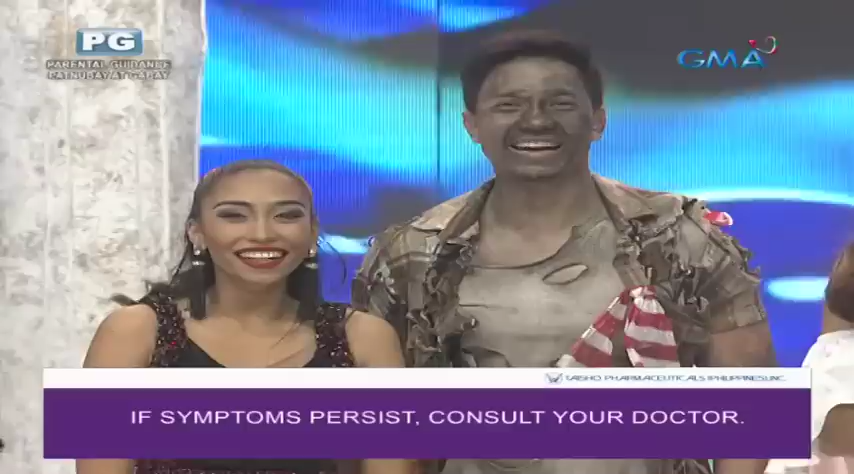 PG
PARENTAL GUIDANCE
PATNUBAY AT GABAY
GMA
TAISHO PHARMACEUTICALS (PHILIPPINES), INC.
IF SYMPTOMS PERSIST, CONSULT YOUR DOCTOR.